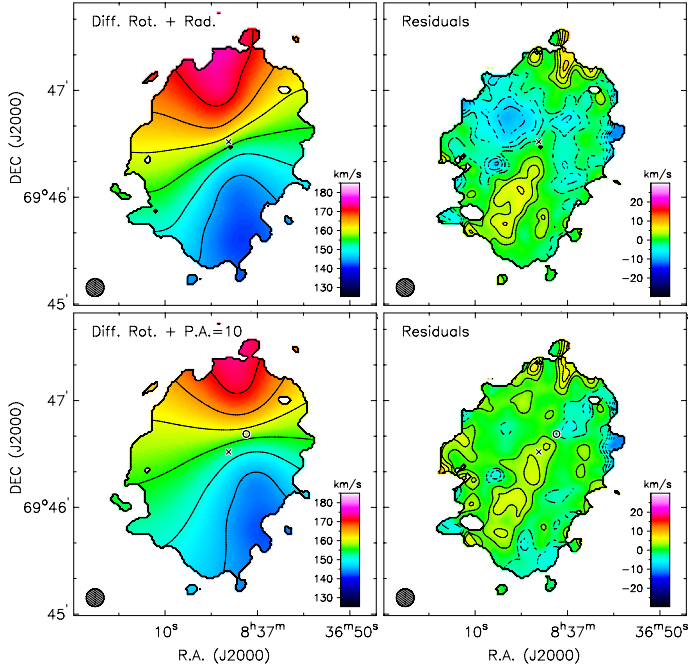 Diff. Rot. + Rad.
Residuals
47'
69°46'
45'
DEC (J2000)
km/s
180
170
160
150
140
130
km/s
20
10
0
−10
−20
Diff. Rot. + P.A.=10
Residuals
47'
69°46'
45'
DEC (J2000)
km/s
180
170
160
150
140
130
km/s
20
10
0
−10
−20
10s
8h37m
36m50s
10s
8h37m
36m50s
R.A. (J2000)
R.A. (J2000)